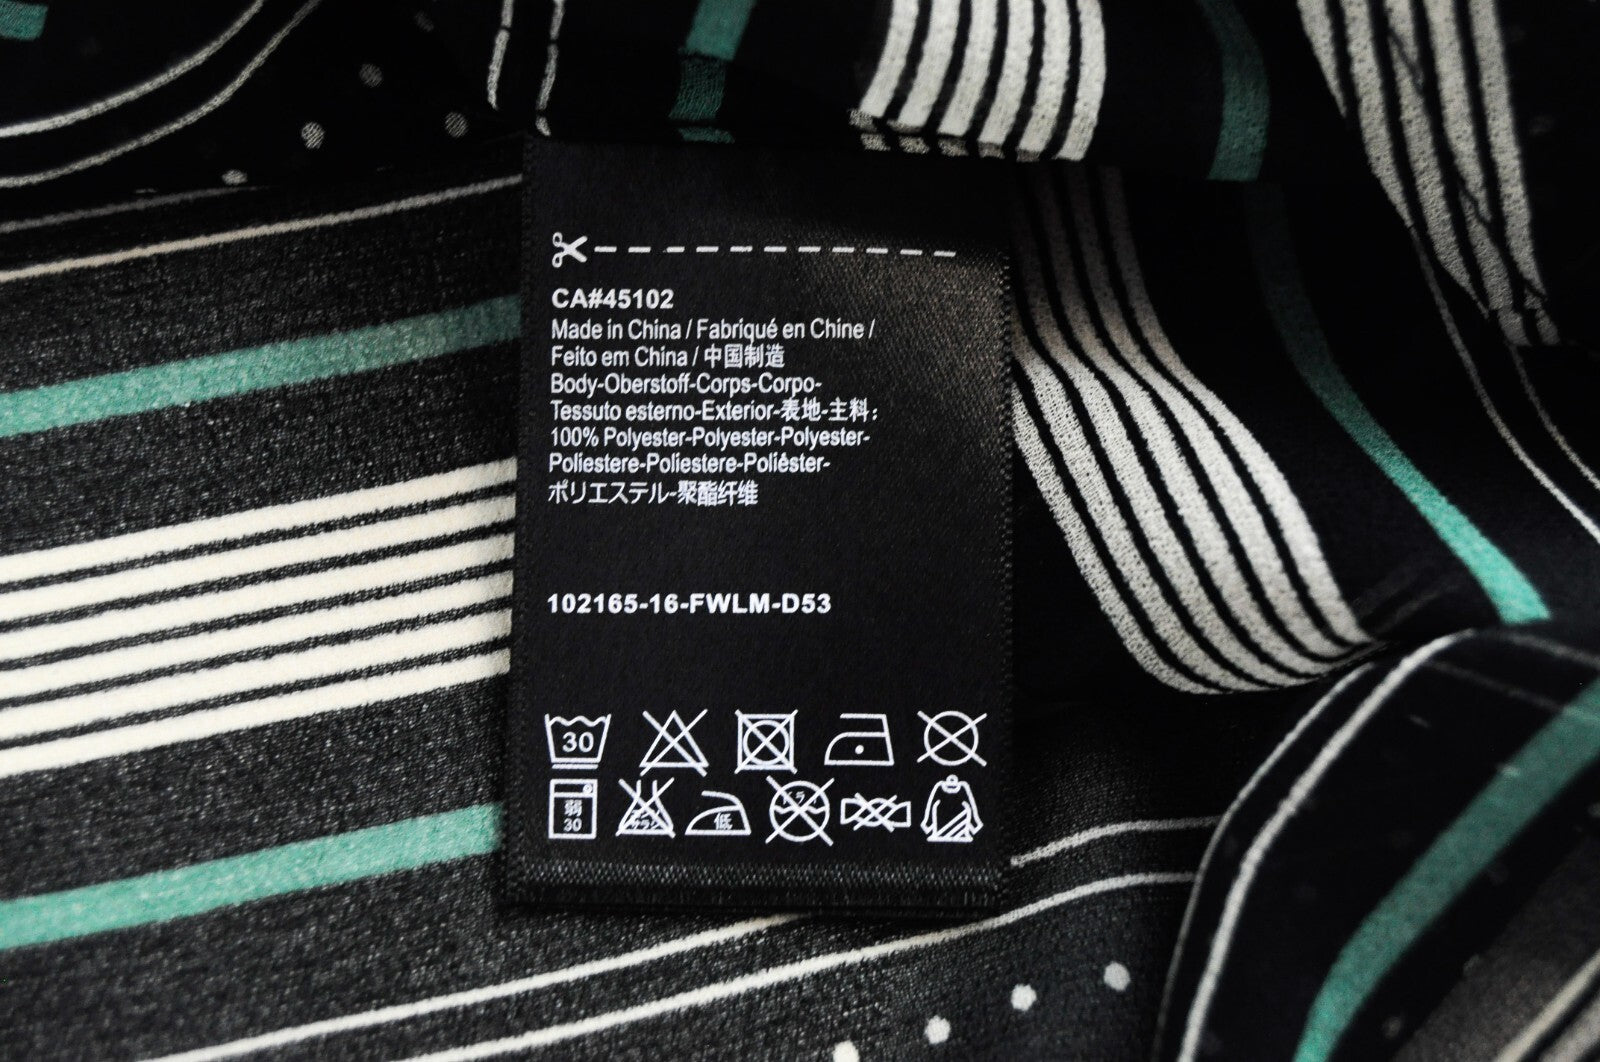 CA#45102
Made in China / Fabriqué en Chine /
Feito em China / 中国制造
Body-Oberstoff-Corps-Corpo-
Tessuto esterno-Exterior-表地-主料:
100% Polyester-Polyester-Polyester-
Poliestere-Poliestere-Poliéster-
ポリエステル-聚酯纤维
102165-16-FWLM-D53
30
弱
30
低